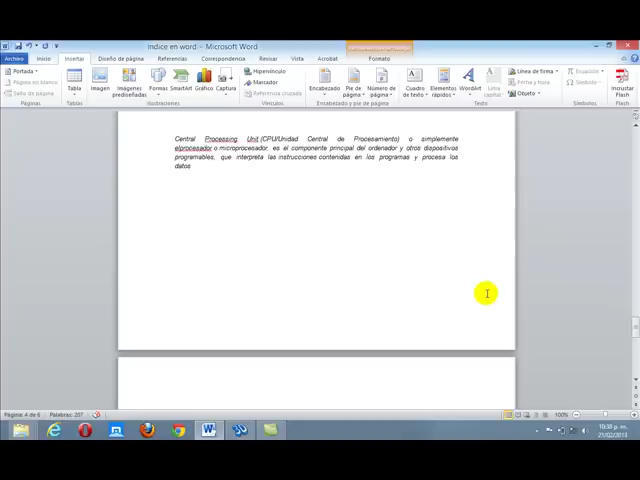 indice en word - Microsoft Word
Archivo Inicio Insertar Diseño de página Referencias Correspondencia Revisar Vista Acrobat Formato
Portada
Página en blanco
Salto de página
Páginas
Tabla
Imagen Imágenes prediseñadas Formas SmartArt Gráfico Captura
Ilustraciones
Hipervínculo
Marcador
Referencia cruzada
Vínculos
Encabezado Pie de página Número de página
Encabezado y pie de página
Cuadro de texto Elementos rápidos WordArt Letra capital
Línea de firma
Fecha y hora
Objeto
Texto
Ecuación
Símbolo
Símbolos
Incrustar Flash
Flash
Central Processing Unit (CPU/Unidad Central de Procesamiento) o simplemente
elprocesador o microprocesador, es el componente principal del ordenador y otros dispositivos
programables, que interpreta las instrucciones contenidas en los programas y procesa los
datos
Página: 4 de 6 Palabras: 207 100%
10:38 p.m.
21/02/2013